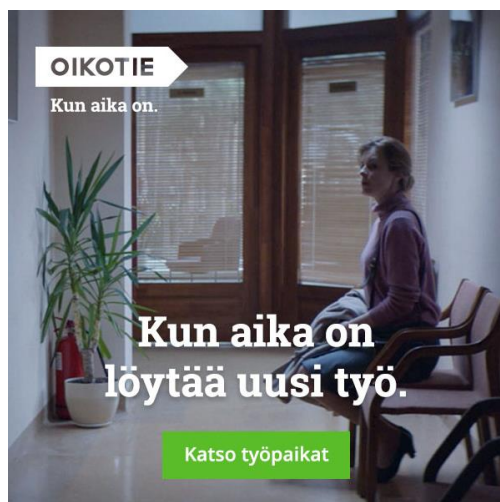 OIKOTIE
Kun aika on.
Kun aika on
löytää uusi työ.
Katso työpaikat